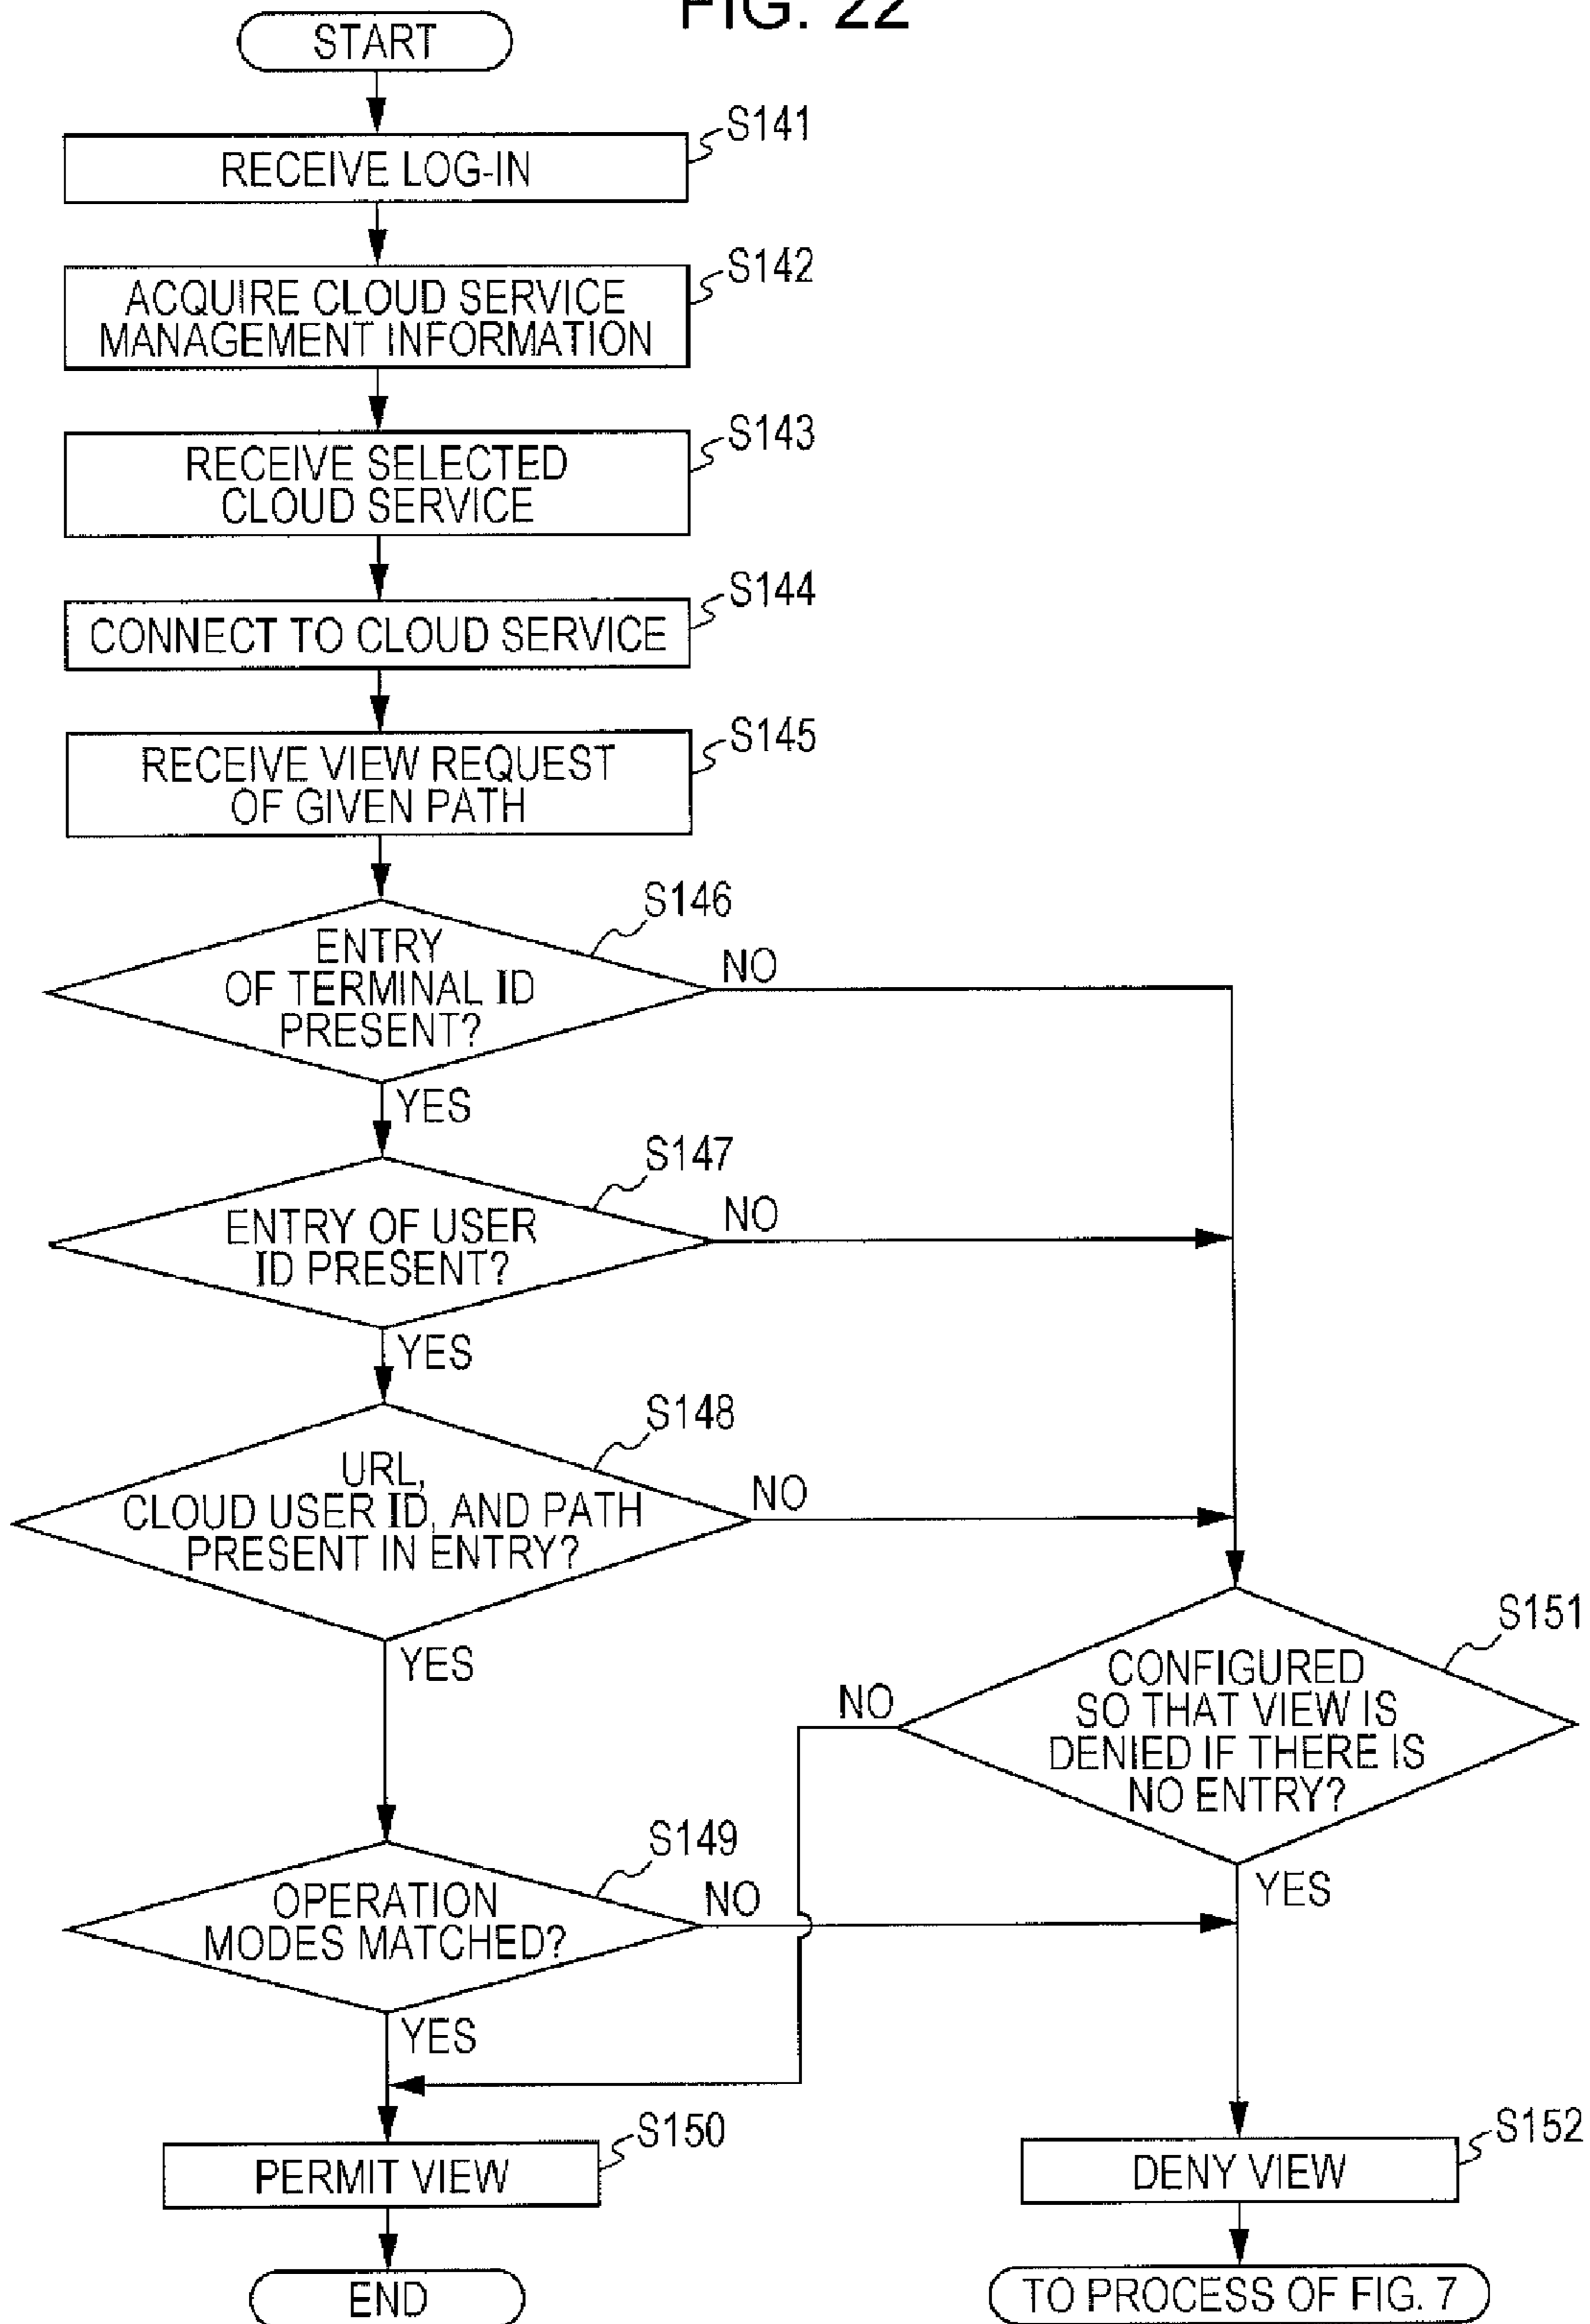 FIG. 22
START
S141
RECEIVE LOG-IN
S142
ACQUIRE CLOUD SERVICE
MANAGEMENT INFORMATION
S143
RECEIVE SELECTED
CLOUD SERVICE
S144
CONNECT TO CLOUD SERVICE
S145
RECEIVE VIEW REQUEST
OF GIVEN PATH
S146
ENTRY
OF TERMINAL ID
PRESENT?
NO
YES
S147
ENTRY OF USER
ID PRESENT?
NO
YES
S148
URL,
CLOUD USER ID, AND PATH
PRESENT IN ENTRY?
NO
YES
S151
CONFIGURED
SO THAT VIEW IS
DENIED IF THERE IS
NO ENTRY?
NO
YES
S149
OPERATION
MODES MATCHED?
NO
YES
S150
PERMIT VIEW
S152
DENY VIEW
END
TO PROCESS OF FIG. 7